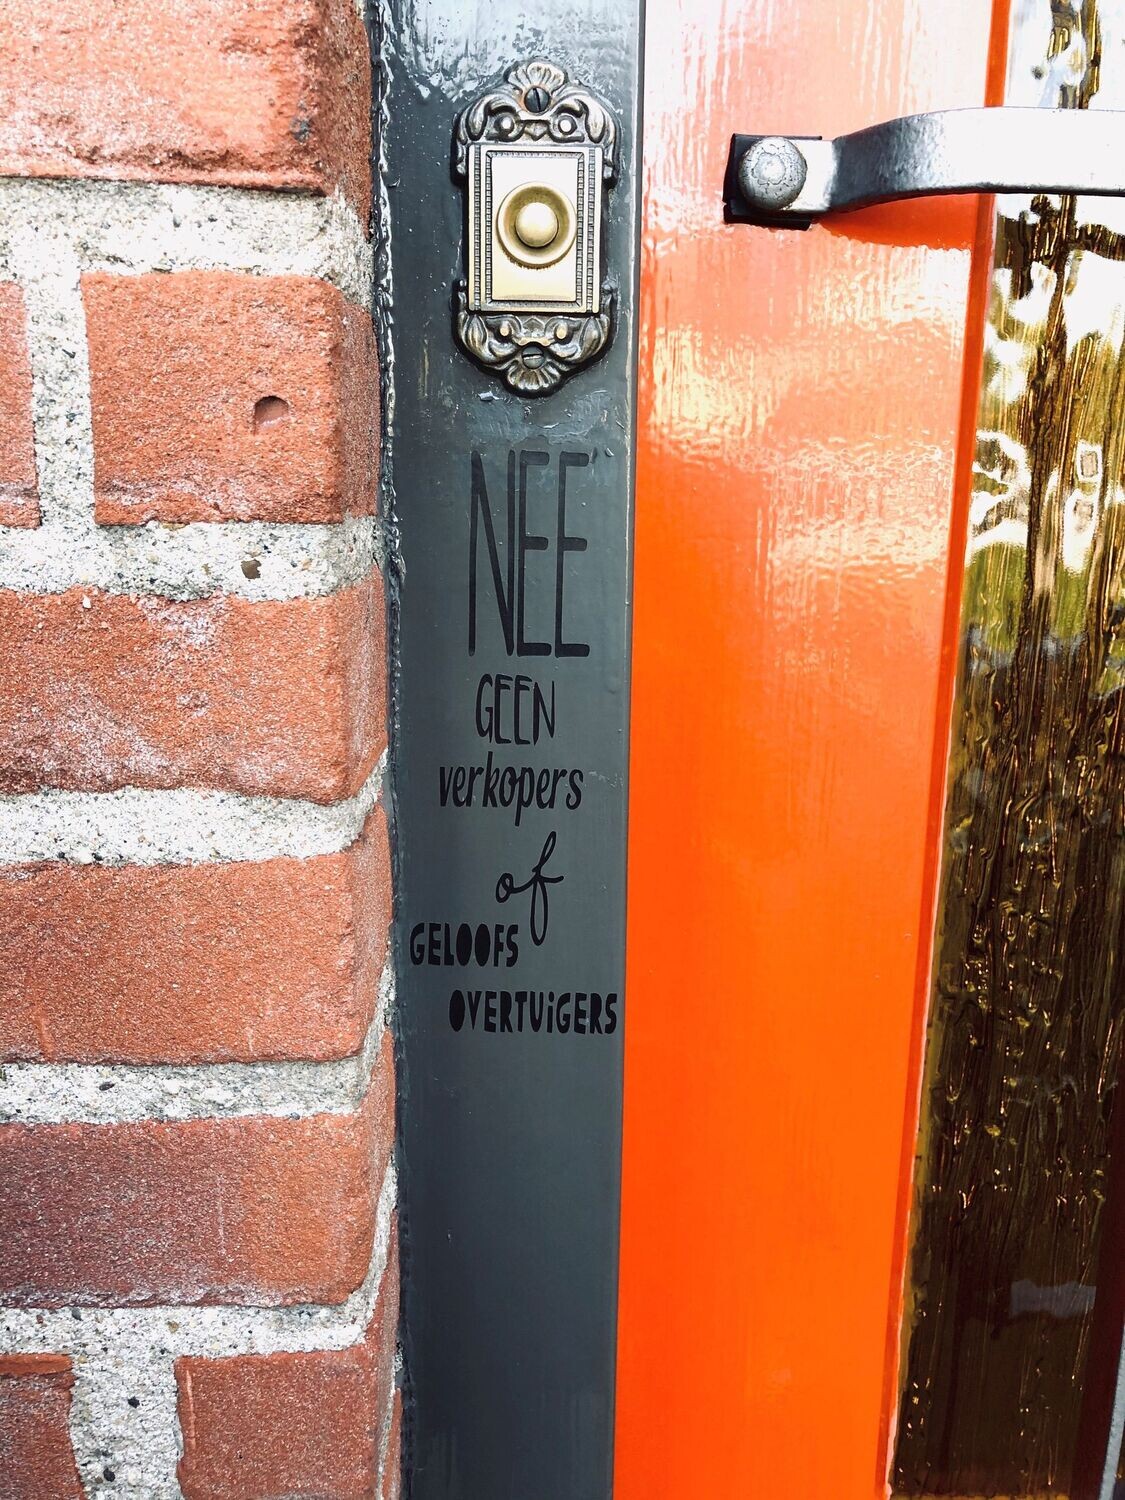 NEE
GEEN
verkopers
of
GELOOFS
OVERTUiGERS